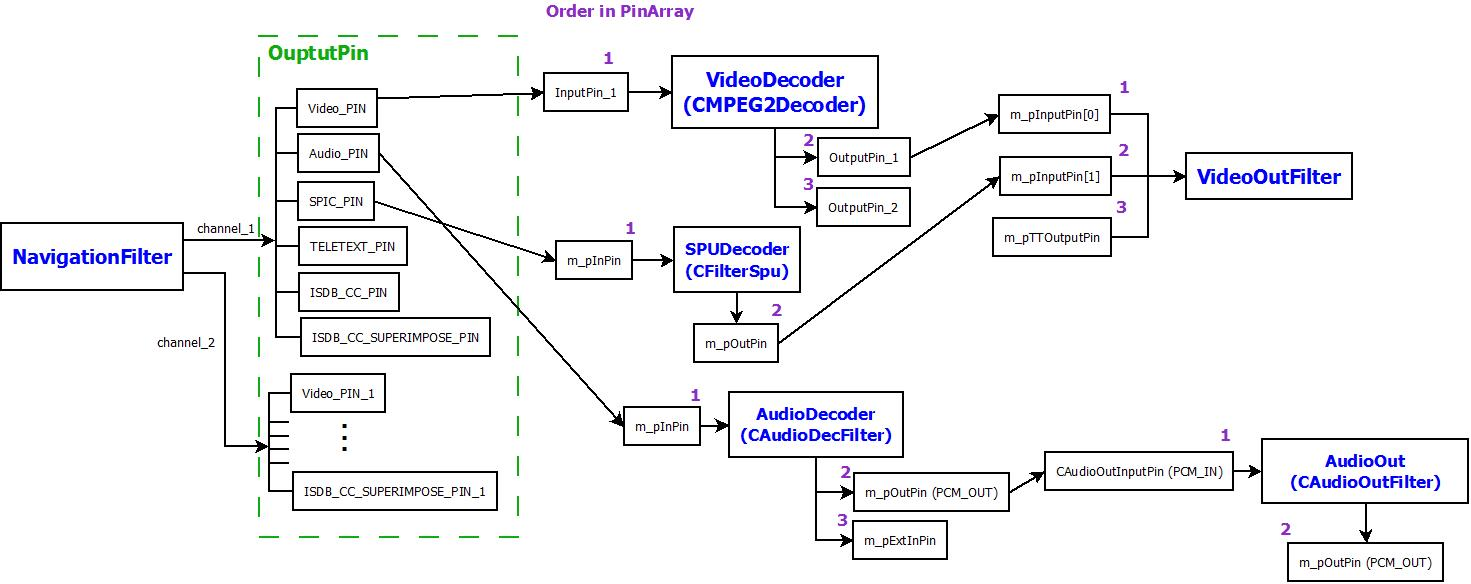 Order in PinArray
OuptutPin
NavigationFilter
channel_1
channel_2
Video_PIN
Audio_PIN
SPIC_PIN
TELETEXT_PIN
ISDB_CC_PIN
ISDB_CC_SUPERIMPOSE_PIN
Video_PIN_1
ISDB_CC_SUPERIMPOSE_PIN_1
1
InputPin_1
VideoDecoder
(CMPEG2Decoder)
2
OutputPin_1
3
OutputPin_2
1
m_pInputPin[0]
2
m_pInputPin[1]
3
m_pTTOutputPin
VideoOutFilter
1
m_pInPin
SPUDecoder
(CFilterSpu)
2
m_pOutPin
1
m_pInPin
AudioDecoder
(CAudioDecFilter)
2
m_pOutPin (PCM_OUT)
3
m_pExtInPin
1
CAudioOutInputPin (PCM_IN)
AudioOut
(CAudioOutFilter)
2
m_pOutPin (PCM_OUT)